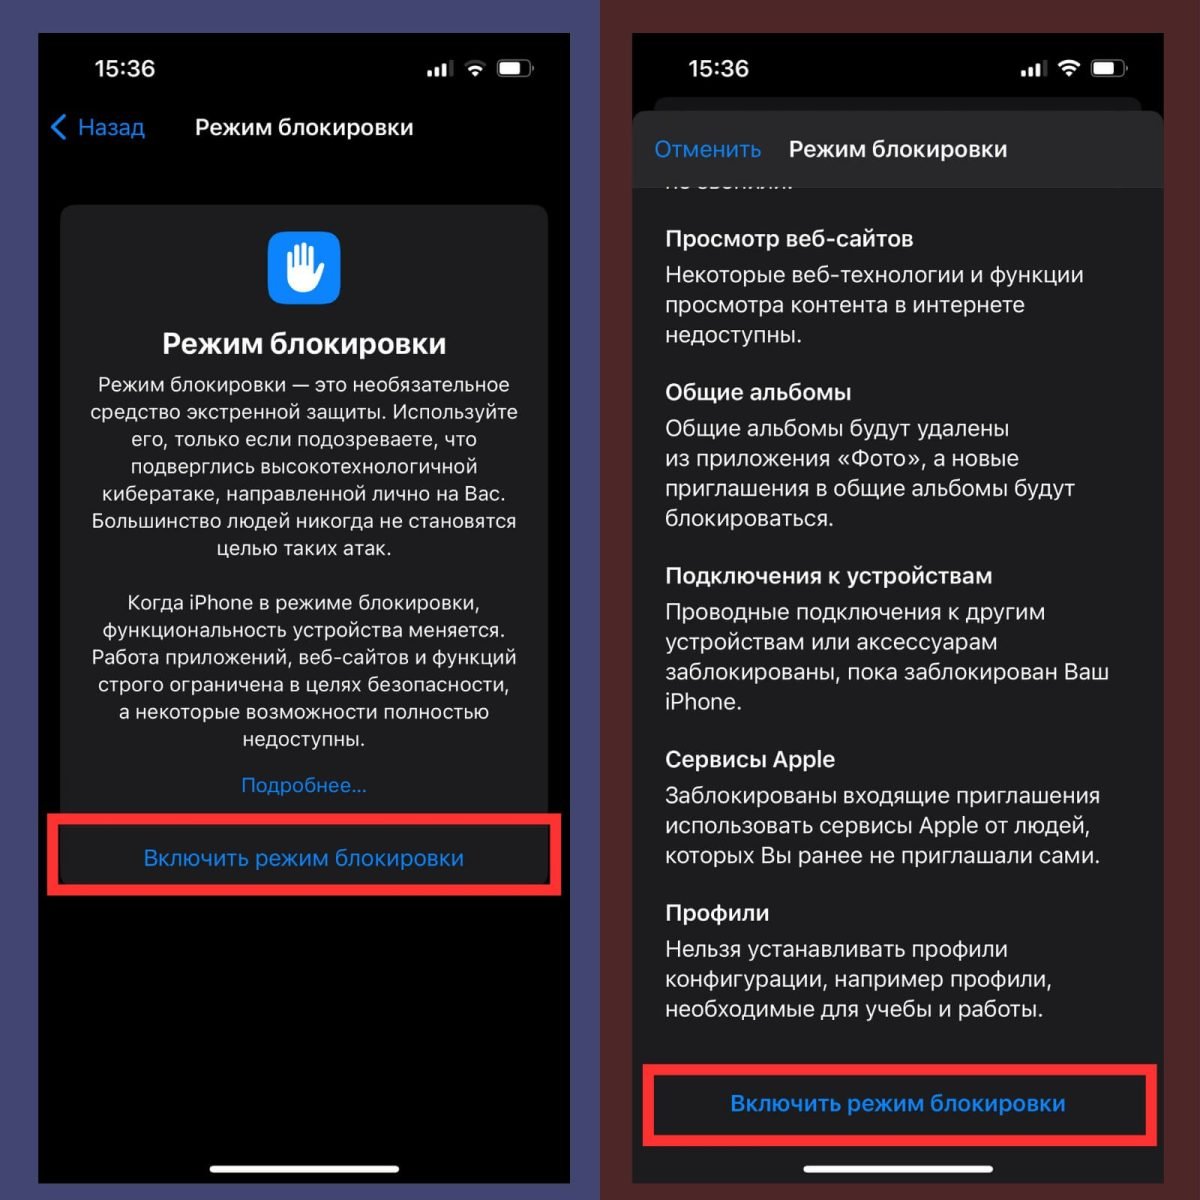 15:36
Назад
Режим блокировки
Режим блокировки
Режим блокировки — это необязательное
средство экстренной защиты. Используйте
его, только если подозреваете, что
подверглись высокотехнологичной
кибератаке, направленной лично на Вас.
Большинство людей никогда не становятся
целью таких атак.
Когда iPhone в режиме блокировки,
функциональность устройства меняется.
Работа приложений, веб-сайтов и функций
строго ограничена в целях безопасности,
а некоторые возможности полностью
недоступны.
Подробнее...
Включить режим блокировки
15:36
Отменить
Режим блокировки
Просмотр веб-сайтов
Некоторые веб-технологии и функции
просмотра контента в интернете
недоступны.
Общие альбомы
Общие альбомы будут удалены
из приложения «Фото», а новые
приглашения в общие альбомы будут
блокироваться.
Подключения к устройствам
Проводные подключения к другим
устройствам или аксессуарам
заблокированы, пока заблокирован Ваш
iPhone.
Сервисы Apple
Заблокированы входящие приглашения
использовать сервисы Apple от людей,
которых Вы ранее не приглашали сами.
Профили
Нельзя устанавливать профили
конфигурации, например профили,
необходимые для учебы и работы.
Включить режим блокировки